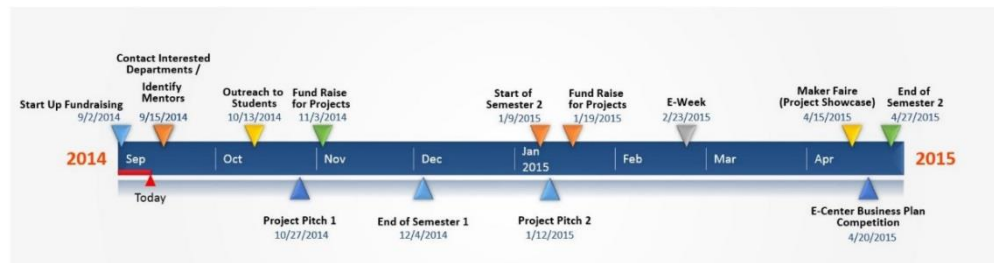 Contact Interested
Departments /
Identify
Mentors
9/15/2014
Start Up Fundraising
9/2/2014
Outreach to
Students
10/13/2014
Fund Raise
for Projects
11/3/2014
Start of
Semester 2
1/9/2015
Fund Raise
for Projects
1/19/2015
E-Week
2/23/2015
Maker Faire
(Project Showcase)
4/15/2015
End of
Semester 2
4/27/2015
2014
Sep
Oct
Nov
Dec
Jan
2015
Feb
Mar
Apr
2015
Today
Project Pitch 1
10/27/2014
End of Semester 1
12/4/2014
Project Pitch 2
1/12/2015
E-Center Business Plan
Competition
4/20/2015